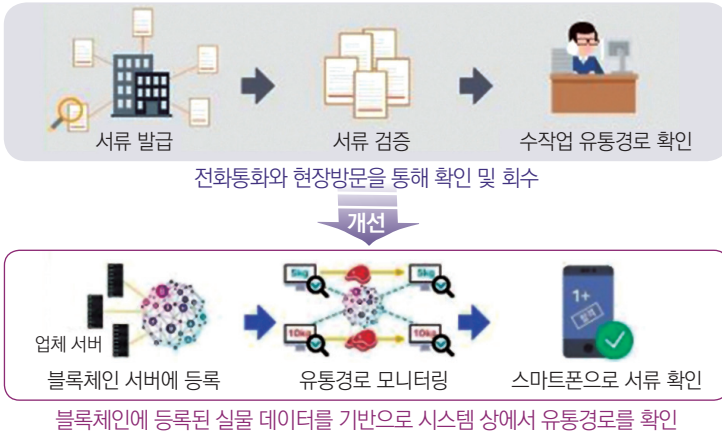 서류 발급
서류 검증
수작업 유통경로 확인
전화통화와 현장방문을 통해 확인 및 회수
개선
5kg
5kg
10kg
10kg
1+
업체 서버
블록체인 서버에 등록
유통경로 모니터링
스마트폰으로 서류 확인
블록체인에 등록된 실물 데이터를 기반으로 시스템 상에서 유통경로를 확인